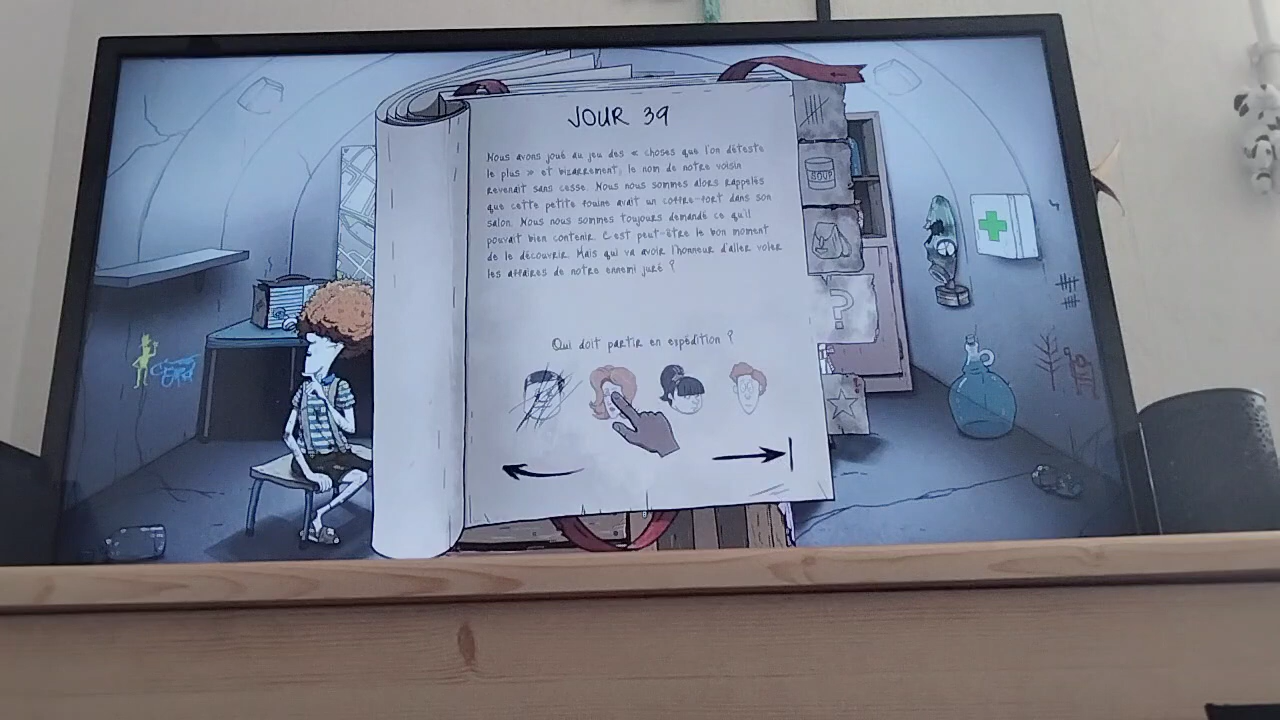 JOUR 39
Nous avons joué au jeu des « choses que l'on déteste
le plus » et bizarrement, le nom de notre voisin
revenait sans cesse. Nous nous sommes alors rappelés
que cette petite fouine avait un coffre-fort dans son
salon. Nous nous sommes toujours demandé ce qu'il
pouvait bien contenir. C'est peut-être le bon moment
de le découvrir. Mais qui va avoir l'honneur d'aller voler
les affaires de notre ennemi juré ?
SOUP
?
Qui doit partir en expédition ?